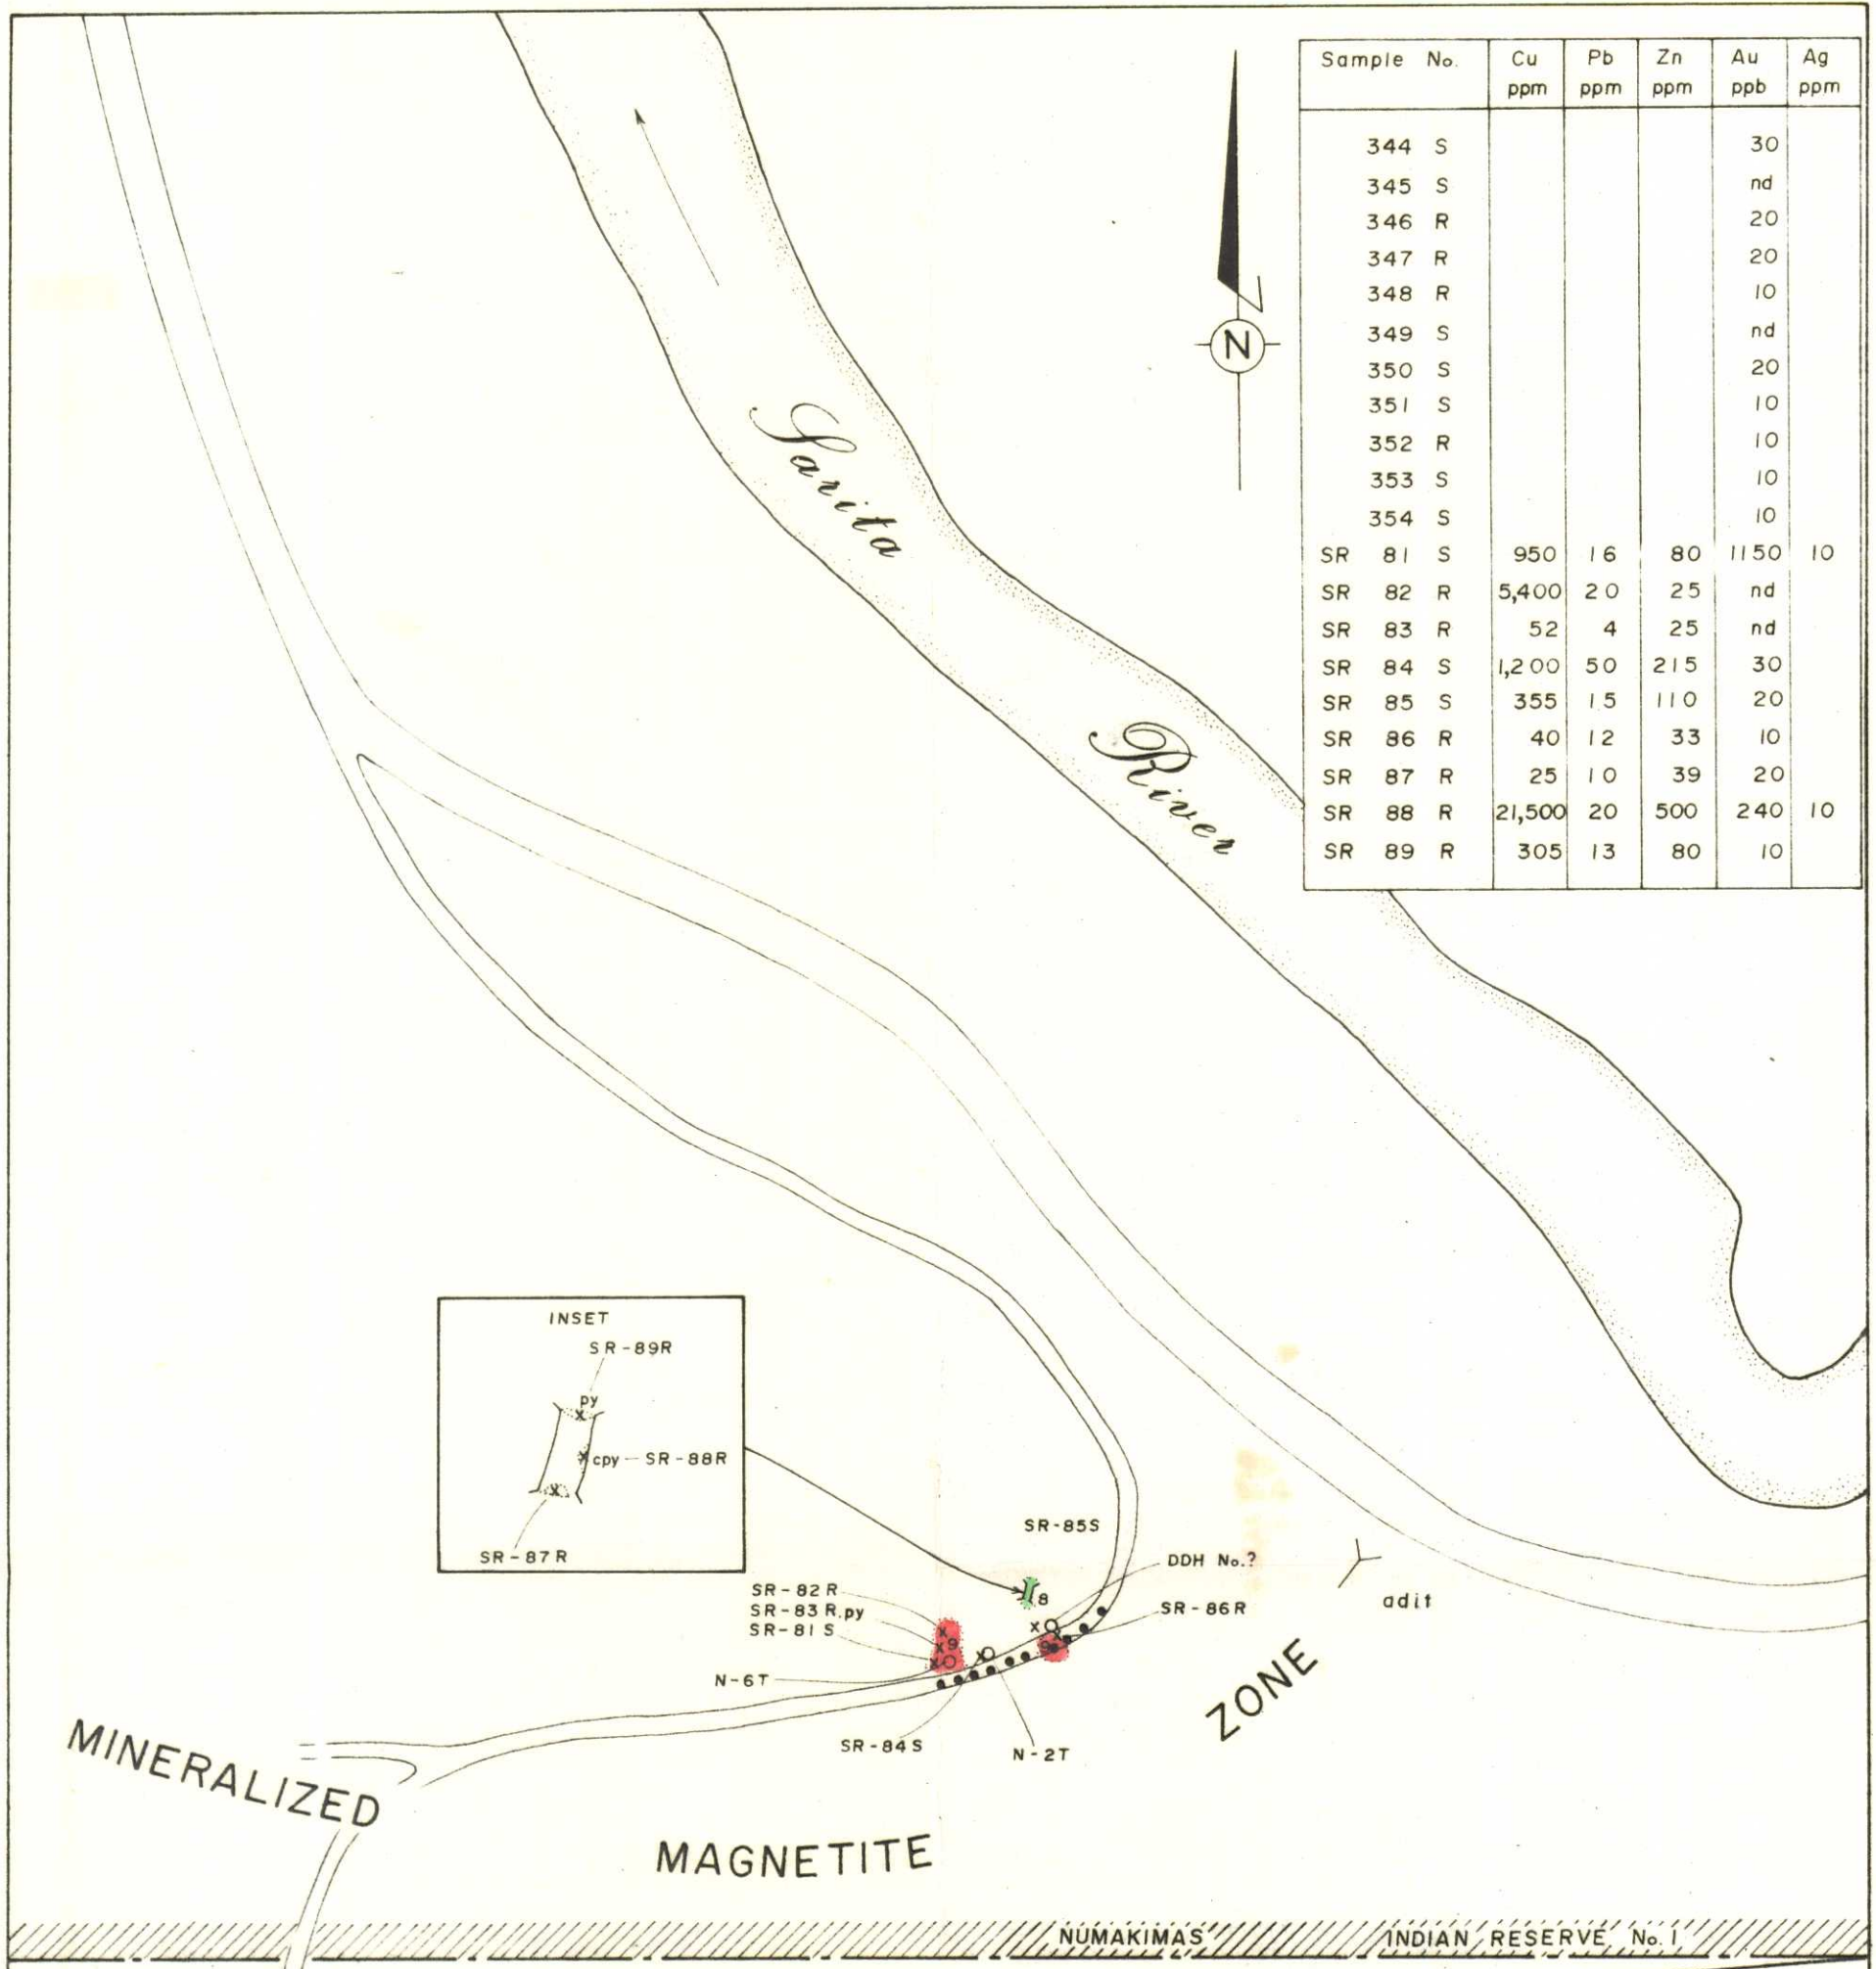 Sample No. Cu Pb Zn Au Ag
ppm ppm ppm ppb ppm
344 S 30
345 S nd
346 R 20
347 R 20
348 R 10
349 S nd
350 S 20
351 S 10
352 R 10
353 S 10
354 S 10
SR 81 S 950 16 80 1150 10
SR 82 R 5,400 20 25 nd
SR 83 R 52 4 25 nd
SR 84 S 1,200 50 215 30
SR 85 S 355 15 110 20
SR 86 R 40 12 33 10
SR 87 R 25 10 39 20
SR 88 R 21,500 20 500 240 10
SR 89 R 305 13 80 10
N
Sarita
River
INSET
SR-89R
py
cpy
SR-88R
SR-87R
SR-85S
DDH No.?
8
SR-82R
SR-83R, py
SR-81S
9
9
SR-86R
adit
N-6T
SR-84S
N-2T
MINERALIZED
MAGNETITE
ZONE
NUMAKIMAS INDIAN RESERVE No. 1